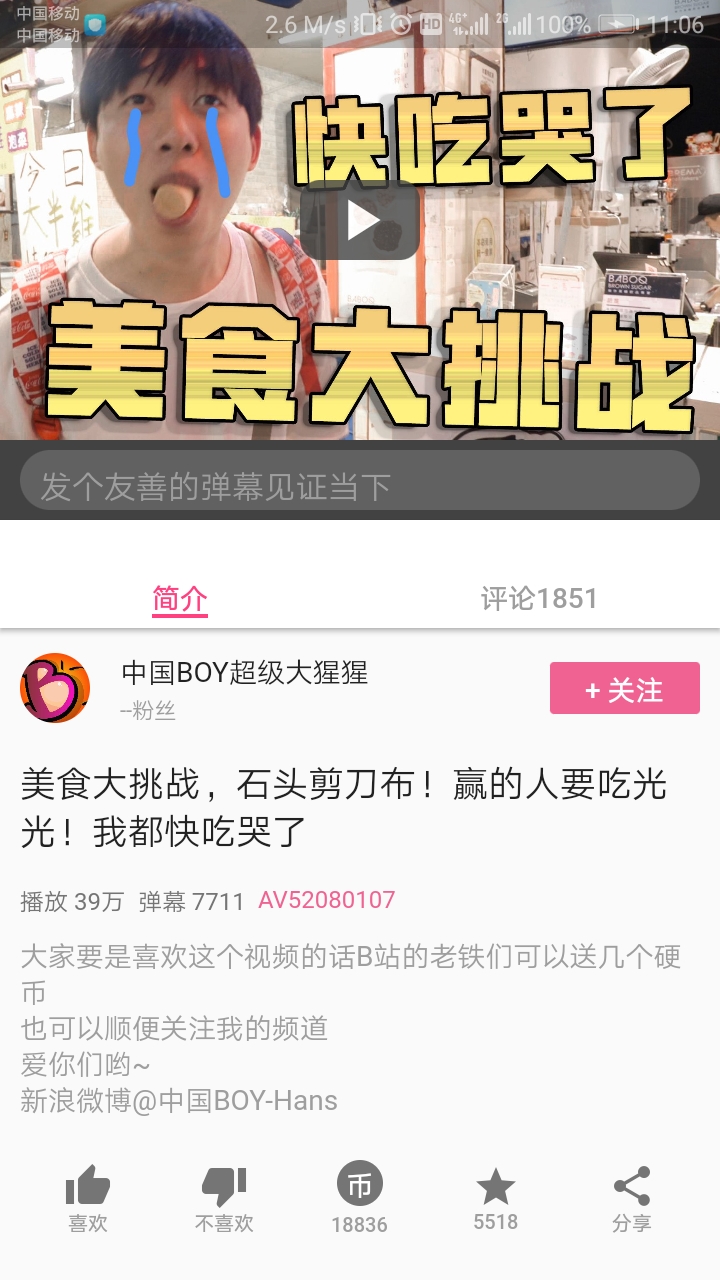 中国移动
中国移动
2.6 M/s HD 4G+ 2G 100% 11:06
快吃哭了
今日
大半雞
BABOQ
BROWN SUGAR
BABOQ
美食大挑战
发个友善的弹幕见证当下
简介 评论1851
中国BOY超级大猩猩
--粉丝
+ 关注
美食大挑战，石头剪刀布！赢的人要吃光
光！我都快吃哭了
播放 39万 弹幕 7711 AV52080107
大家要是喜欢这个视频的话B站的老铁们可以送几个硬
币
也可以顺便关注我的频道
爱你们哟~
新浪微博@中国BOY-Hans
币
喜欢 不喜欢 18836 5518 分享